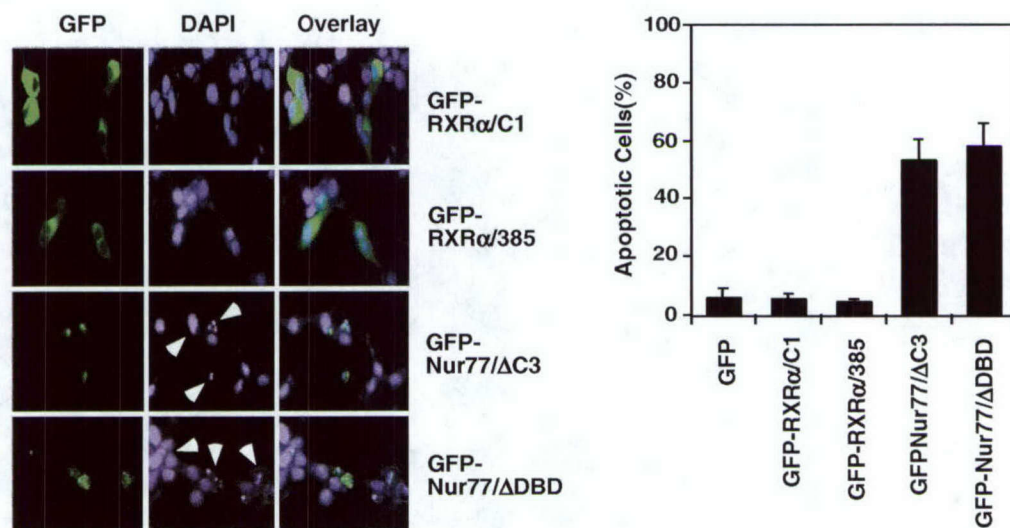 GFP DAPI Overlay
GFP-
RXRα/C1
GFP-
RXRα/385
GFP-
Nur77/ΔC3
GFP-
Nur77/ΔDBD
Apoptotic Cells(%)
100
80
60
40
20
0
GFP
GFP-RXRα/C1
GFP-RXRα/385
GFPNur77/ΔC3
GFP-Nur77/ΔDBD